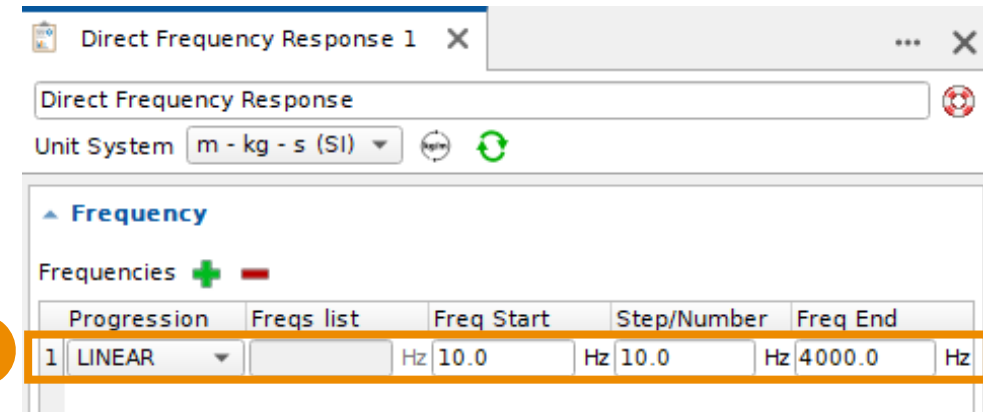 Direct Frequency Response 1
Direct Frequency Response
Unit System m - kg - s (SI)
Frequency
Frequencies
Progression Freqs list Freq Start Step/Number Freq End
1 LINEAR Hz 10.0 Hz 10.0 Hz 4000.0 Hz